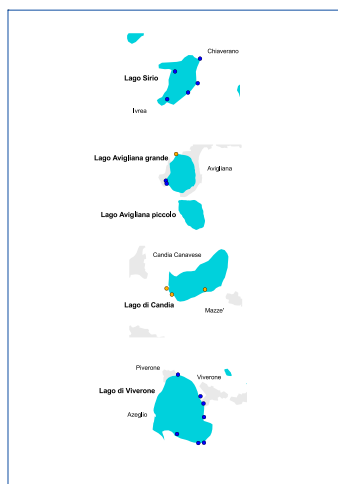 Chiaverano
Lago Sirio
Ivrea
Lago Avigliana grande
Avigliana
Lago Avigliana piccolo
Candia Canavese
Lago di Candia
Mazze'
Piverone
Viverone
Lago di Viverone
Azeglio